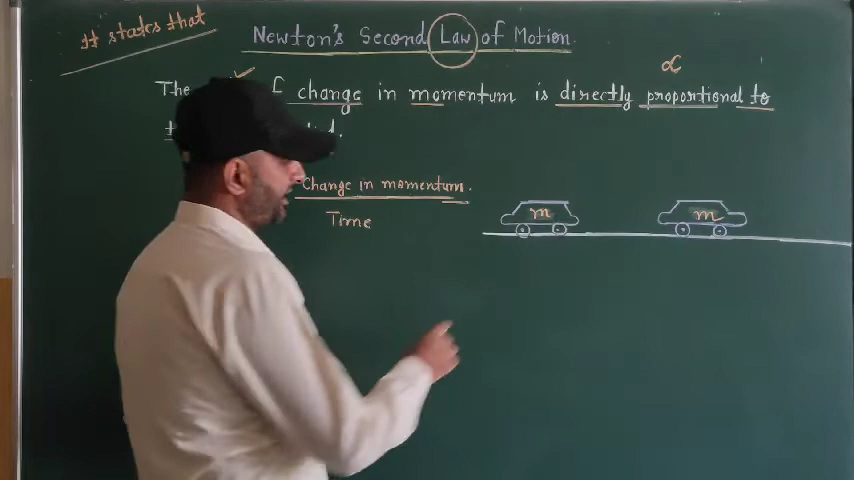 It states that
Newton's Second Law of Motion.
The of change in momentum is directly proportional to
∝
Change in momentum.
Time
m
m